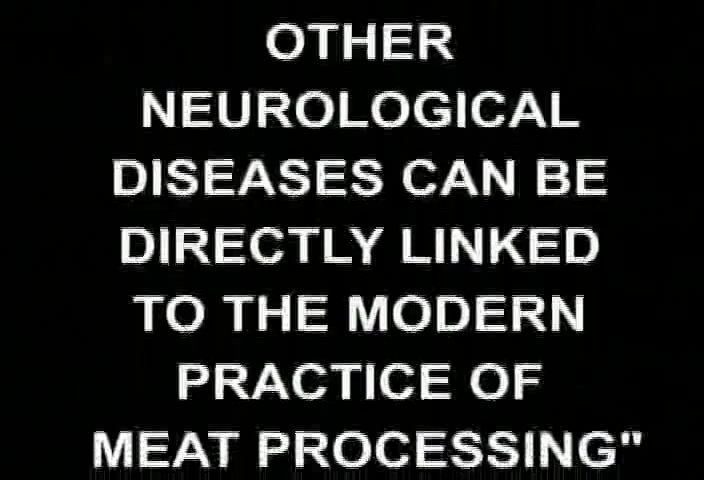 OTHER
NEUROLOGICAL
DISEASES CAN BE
DIRECTLY LINKED
TO THE MODERN
PRACTICE OF
MEAT PROCESSING"